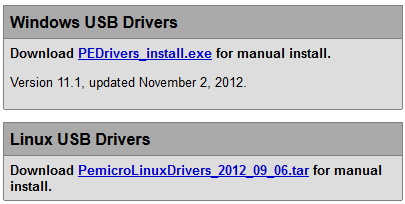 Windows USB Drivers
Download PEDrivers_install.exe for manual install.
Version 11.1, updated November 2, 2012.
Linux USB Drivers
Download PemicroLinuxDrivers_2012_09_06.tar for manual
install.